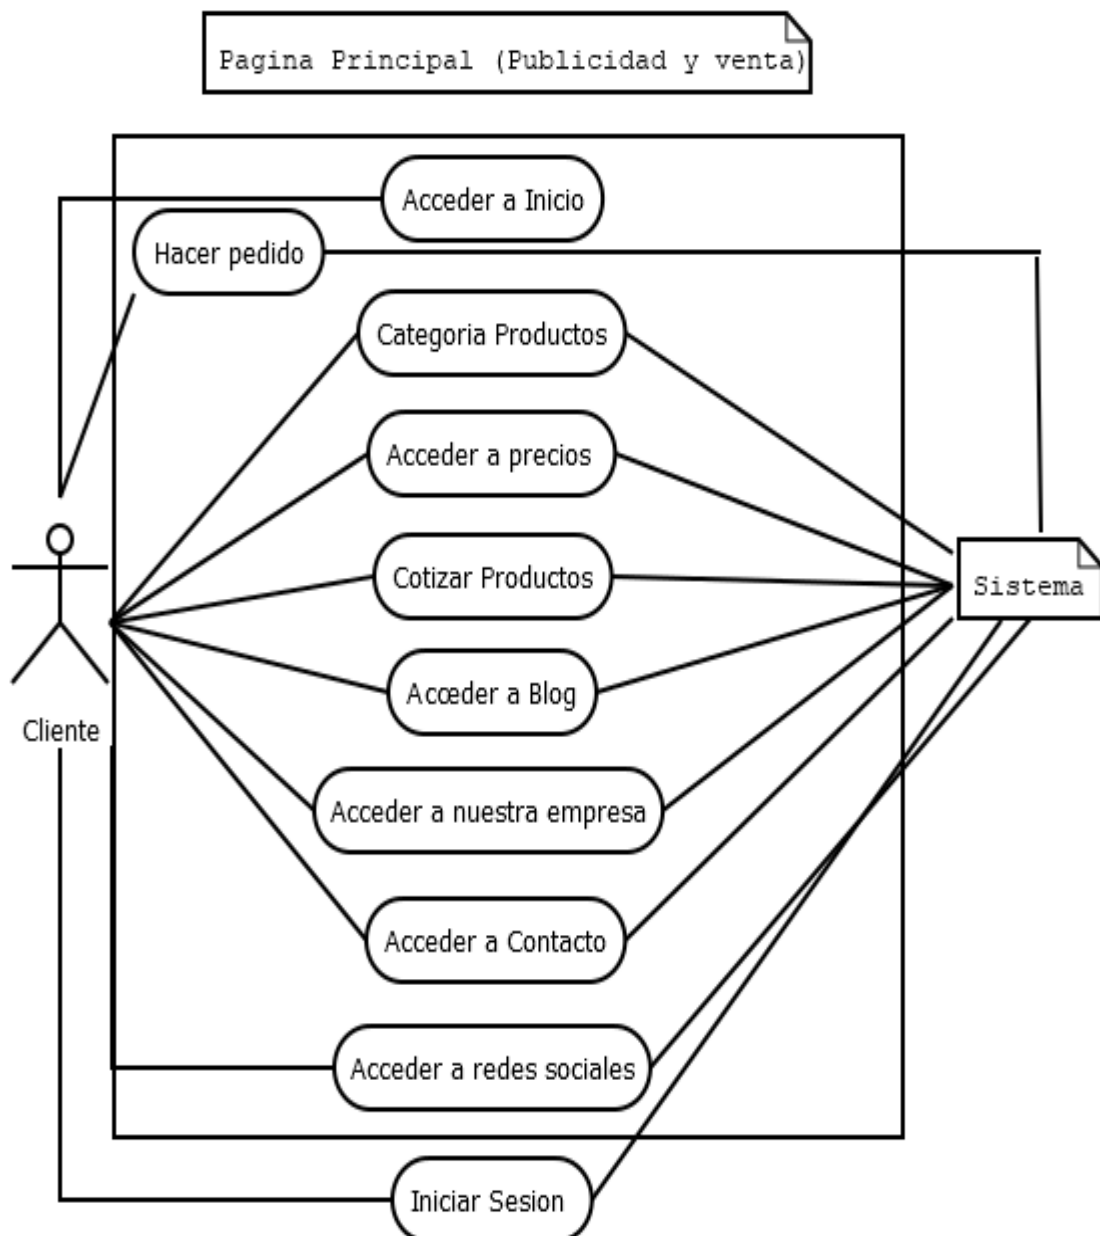 Pagina Principal (Publicidad y venta)
Acceder a Inicio
Hacer pedido
Categoria Productos
Acceder a precios
Cotizar Productos
Sistema
Acceder a Blog
Cliente
Acceder a nuestra empresa
Acceder a Contacto
Acceder a redes sociales
Iniciar Sesion